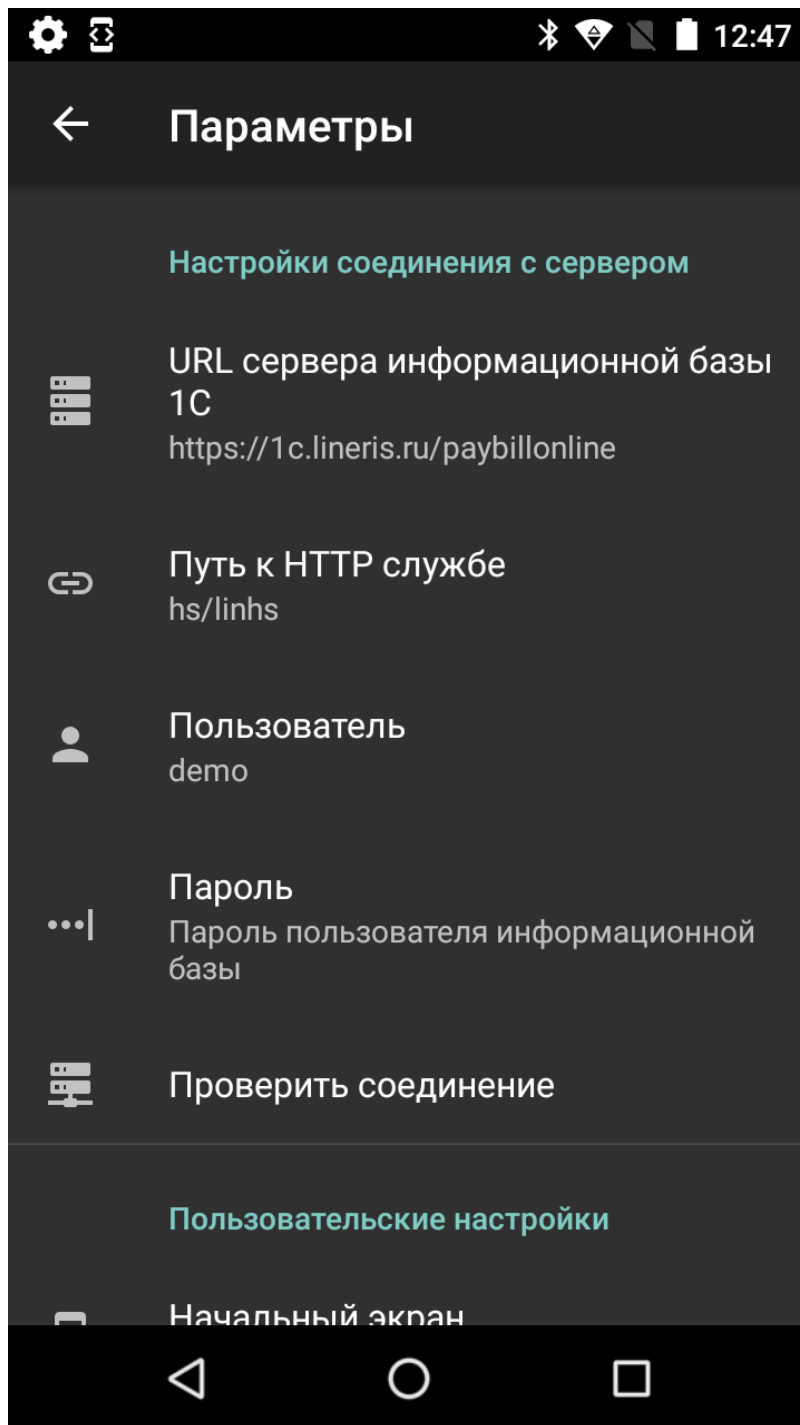 12:47
Параметры
Настройки соединения с сервером
URL сервера информационной базы
1С
https://1c.lineris.ru/paybillonline
Путь к HTTP службе
hs/linhs
Пользователь
demo
Пароль
Пароль пользователя информационной
базы
Проверить соединение
Пользовательские настройки
Начальный экран